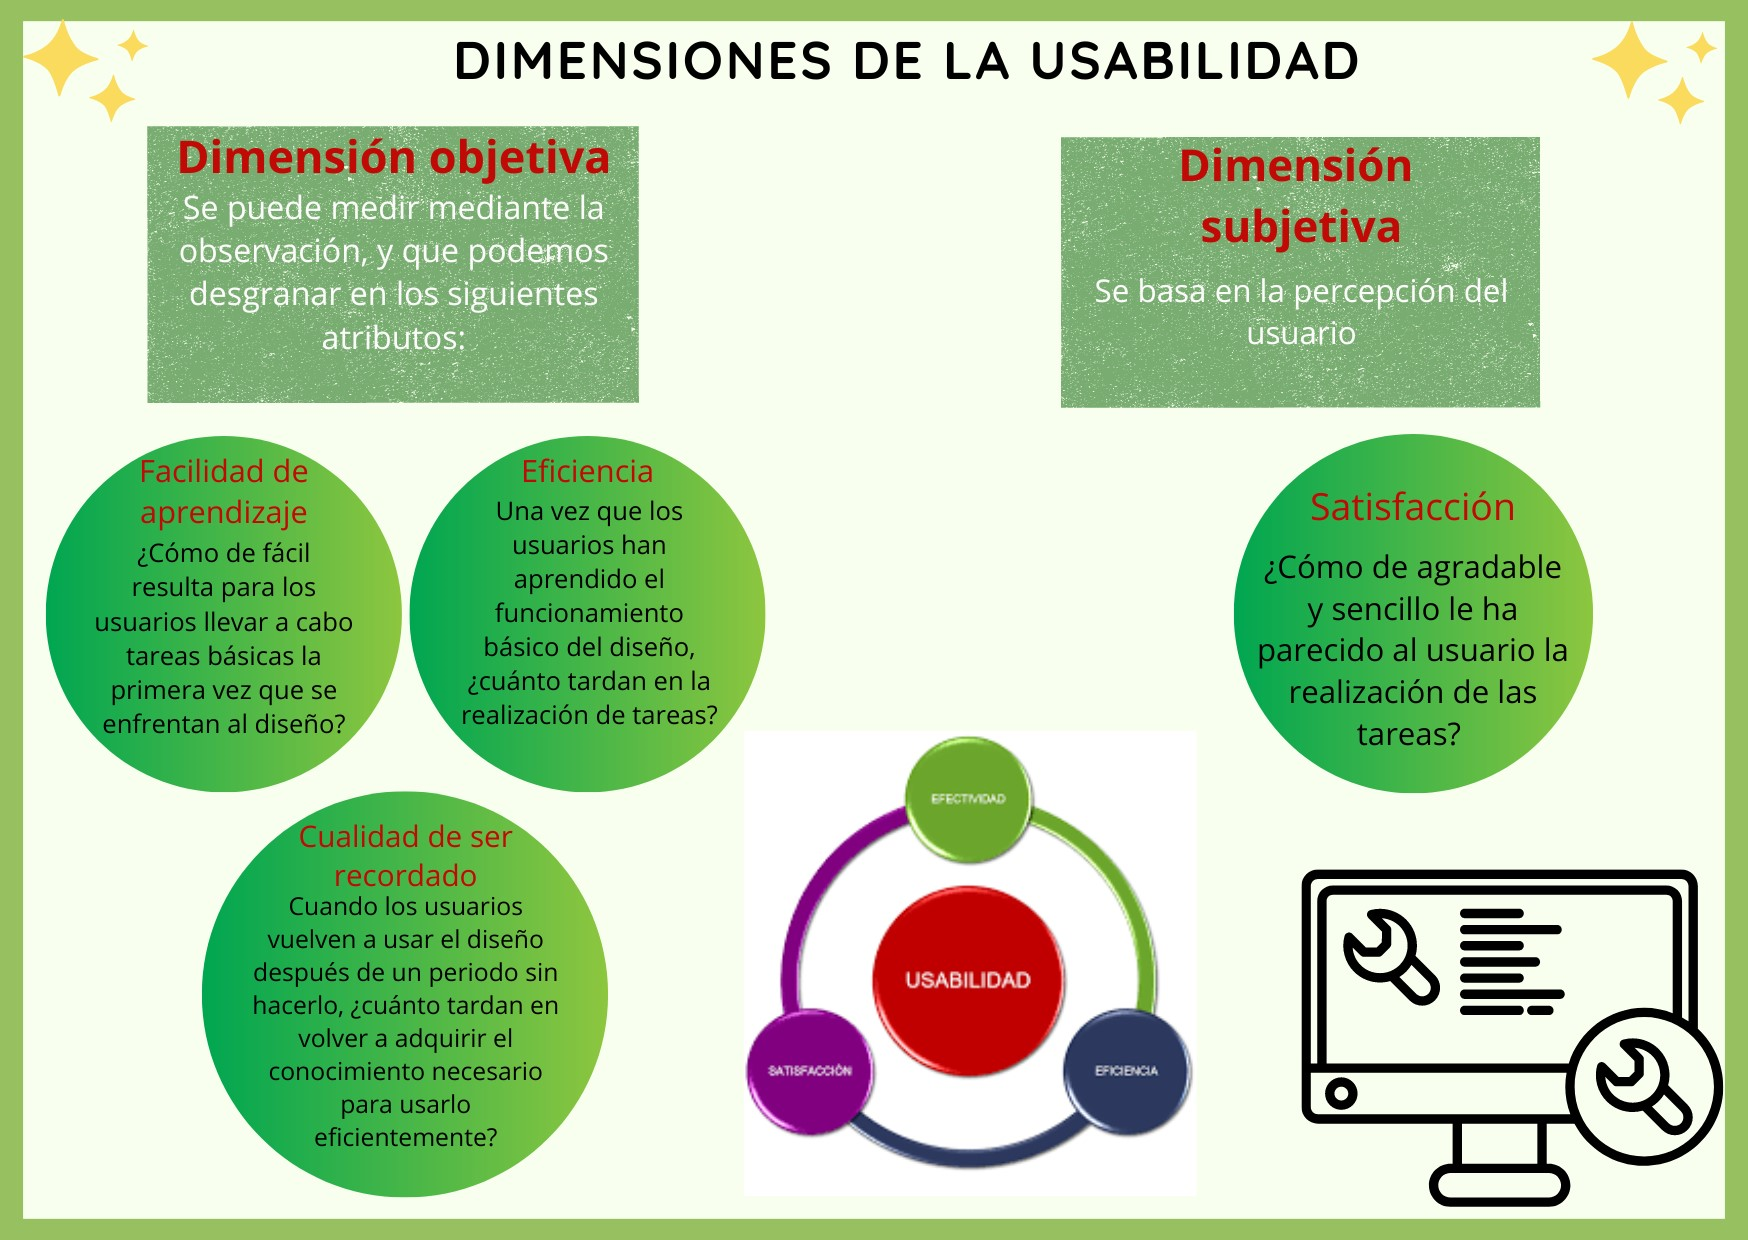 DIMENSIONES DE LA USABILIDAD
Dimensión objetiva
Se puede medir mediante la
observación, y que podemos
desgranar en los siguientes
atributos:
Dimensión
subjetiva
Se basa en la percepción del
usuario
Facilidad de
aprendizaje
¿Cómo de fácil
resulta para los
usuarios llevar a cabo
tareas básicas la
primera vez que se
enfrentan al diseño?
Eficiencia
Una vez que los
usuarios han
aprendido el
funcionamiento
básico del diseño,
¿cuánto tardan en la
realización de tareas?
Satisfacción
¿Cómo de agradable
y sencillo le ha
parecido al usuario la
realización de las
tareas?
Cualidad de ser
recordado
Cuando los usuarios
vuelven a usar el diseño
después de un periodo sin
hacerlo, ¿cuánto tardan en
volver a adquirir el
conocimiento necesario
para usarlo
eficientemente?
EFECTIVIDAD
USABILIDAD
SATISFACCIÓN
EFICIENCIA